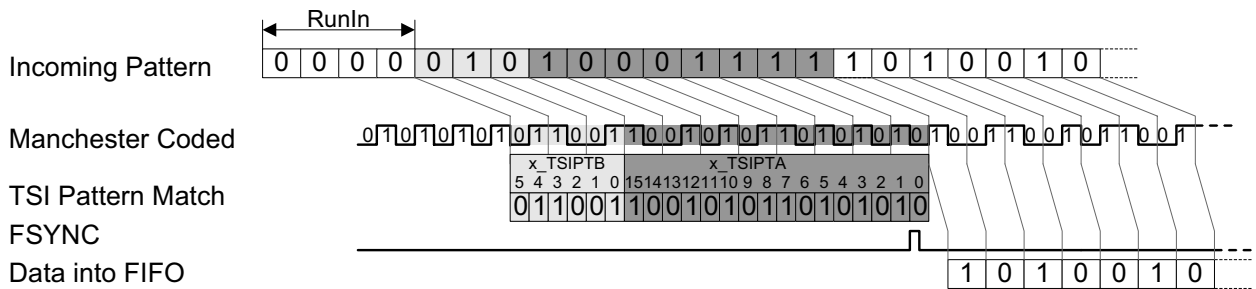 RunIn
Incoming Pattern 0 0 0 0 0 1 0 1 0 0 0 1 1 1 1 1 0 1 0 0 1 0
Manchester Coded 0 1 0 1 0 1 0 1 0 1 1 0 0 1 1 0 0 1 0 1 0 1 1 0 1 0 1 0 1 0 1 0 0 1 1 0 0 1 0 1 1 0 0 1
x_TSIPTB x_TSIPTA
5 4 3 2 1 0 15 14 13 12 11 10 9 8 7 6 5 4 3 2 1 0
TSI Pattern Match 0 1 1 0 0 1 1 0 0 1 0 1 0 1 1 0 1 0 1 0 1 0
FSYNC
Data into FIFO 1 0 1 0 0 1 0